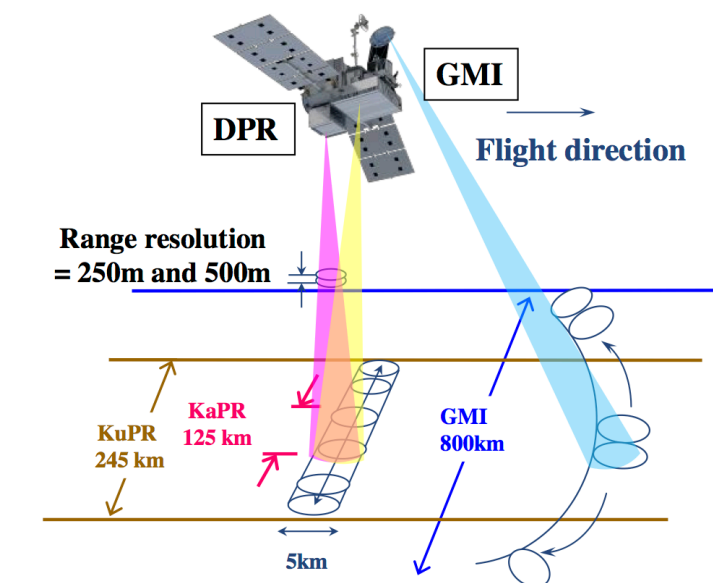 GMI
DPR
Flight direction
Range resolution
= 250m and 500m
KaPR
125 km
KuPR
245 km
GMI
800km
5km